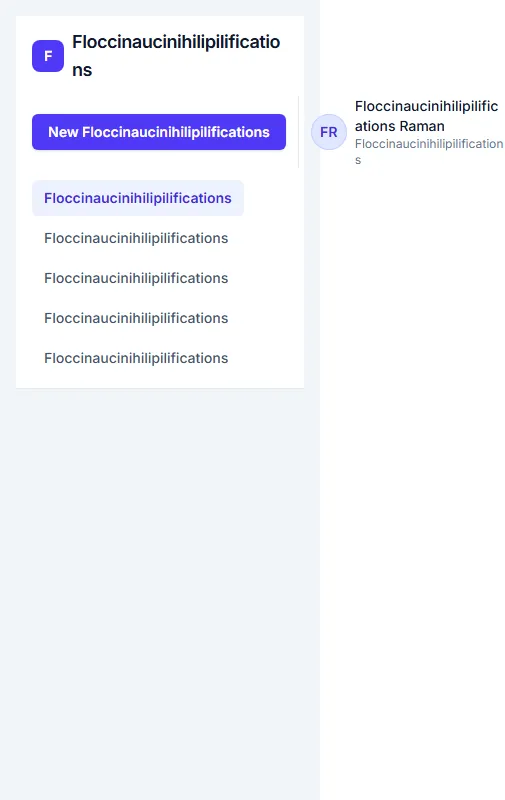 F
Floccinaucinihilipilificatio
ns
New Floccinaucinihilipilifications
FR
Floccinaucinihilipilific
ations Raman
Floccinaucinihilipilification
s
Floccinaucinihilipilifications
Floccinaucinihilipilifications
Floccinaucinihilipilifications
Floccinaucinihilipilifications
Floccinaucinihilipilifications